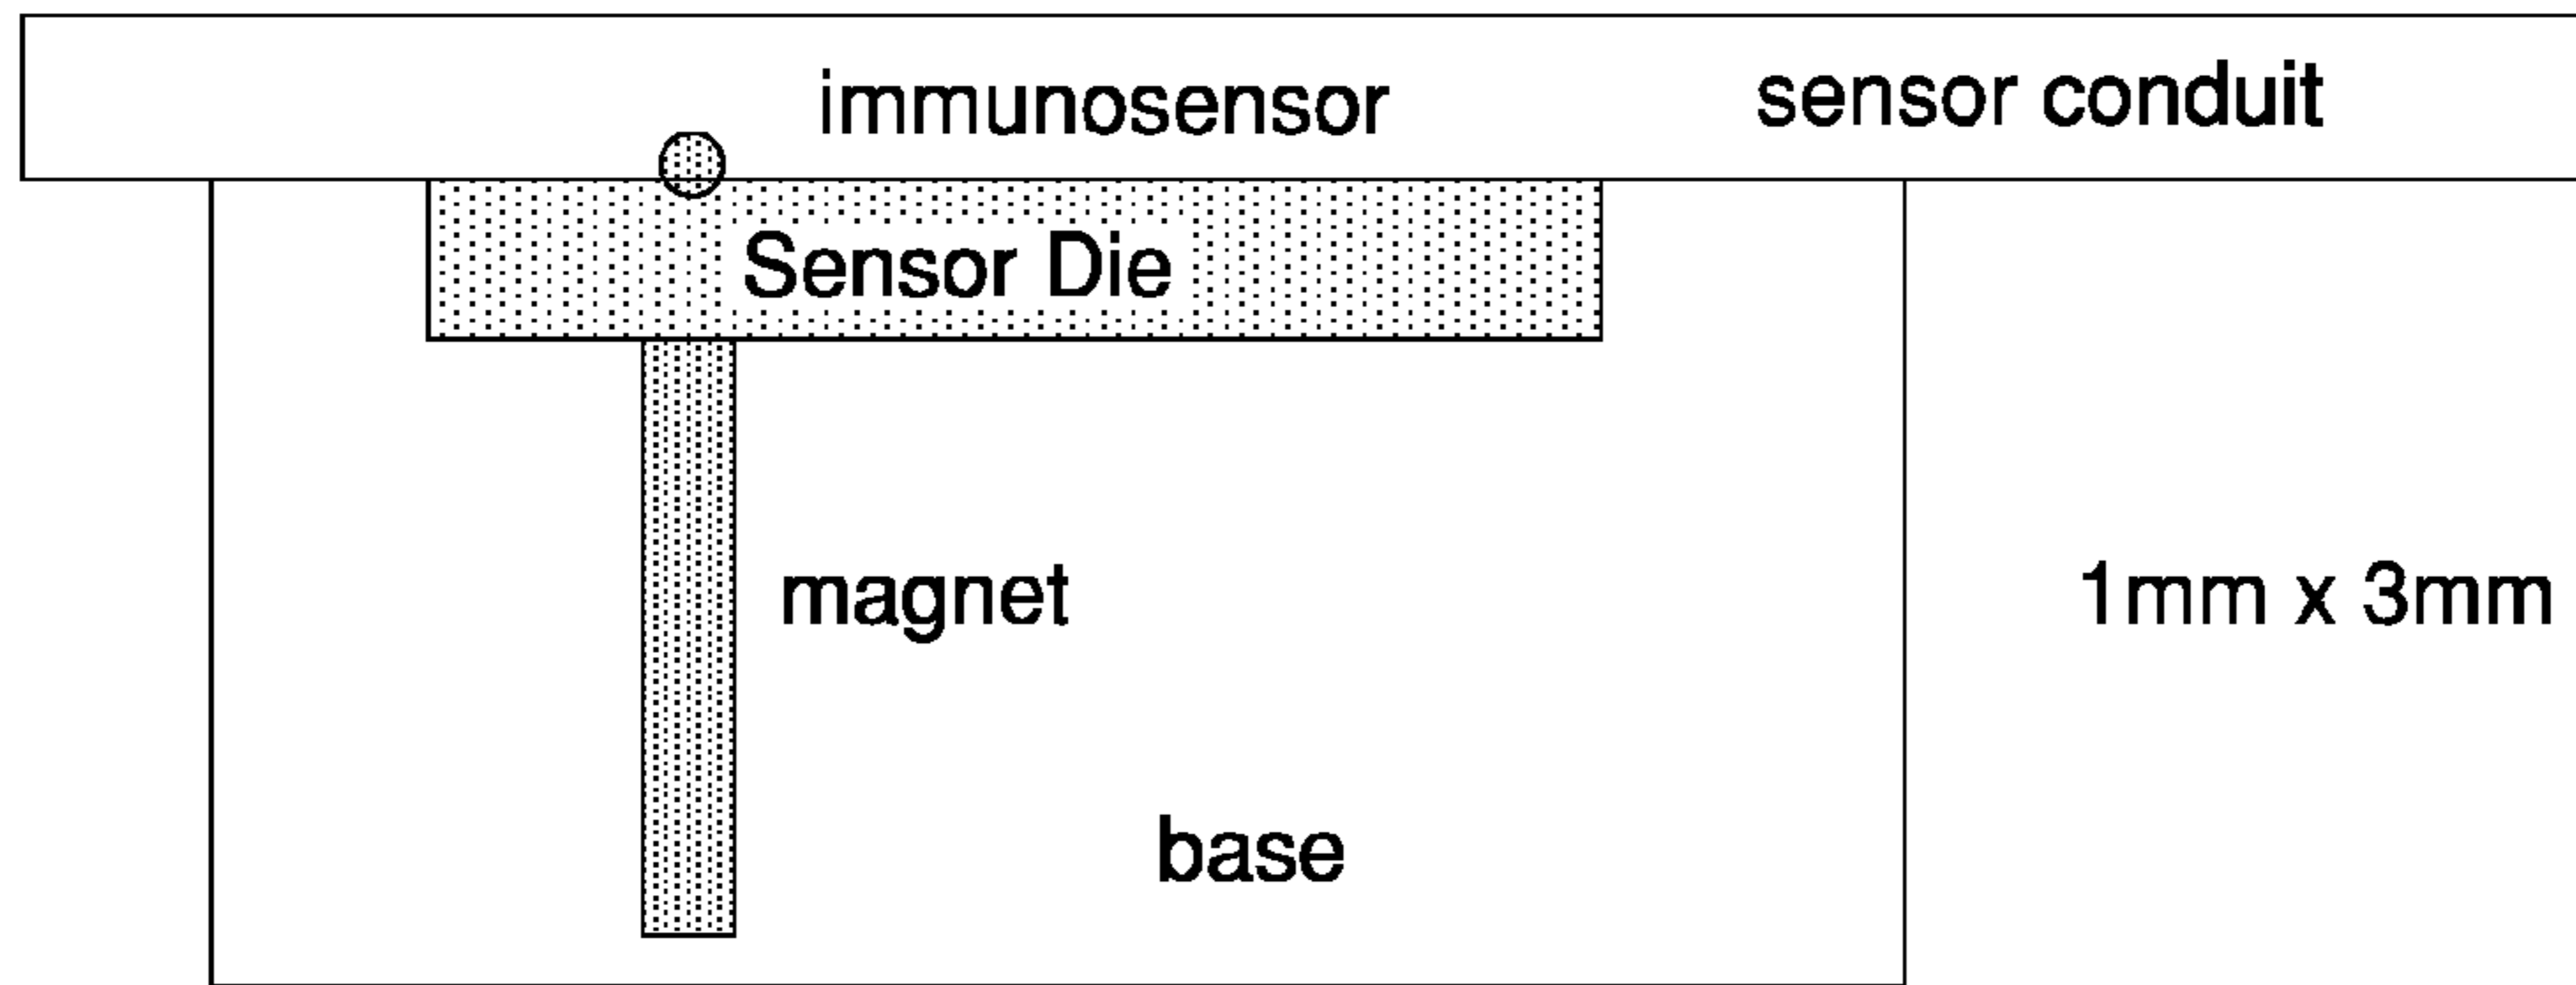 immunosensor
sensor conduit
Sensor Die
magnet
1mm x 3mm
base